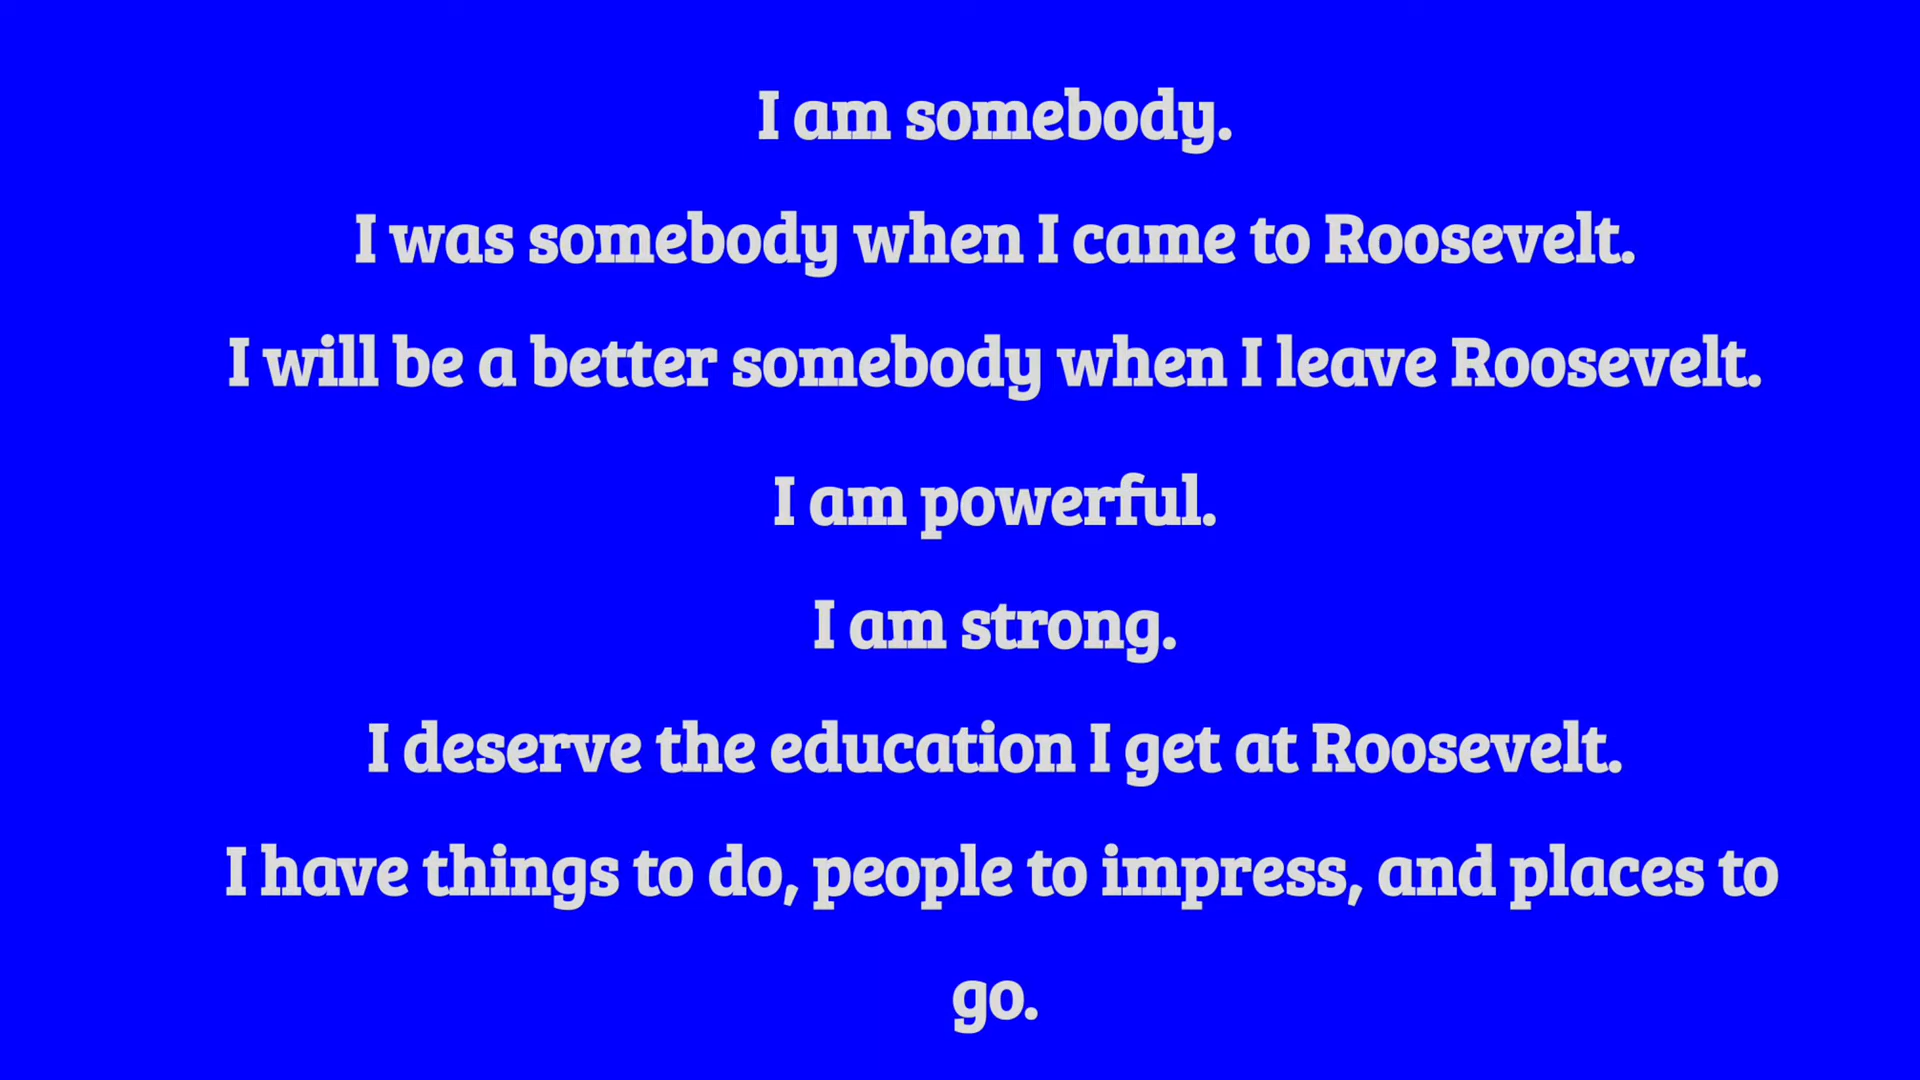 I am somebody.
I was somebody when I came to Roosevelt.
I will be a better somebody when I leave Roosevelt.
I am powerful.
I am strong.
I deserve the education I get at Roosevelt.
I have things to do, people to impress, and places to
go.